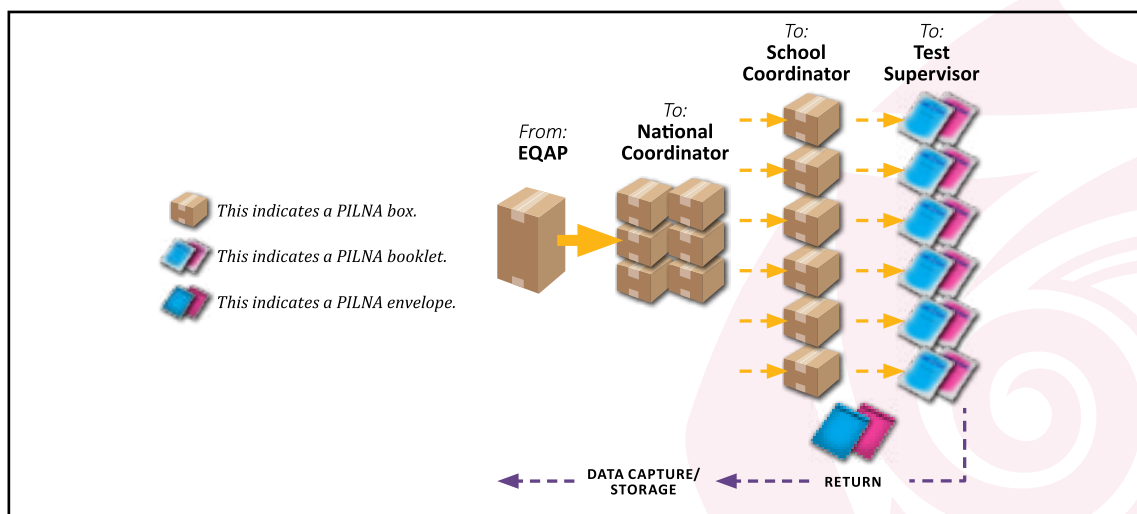 To:
School
Coordinator
To:
Test
Supervisor
To:
National
Coordinator
From:
EQAP
This indicates a PILNA box.
This indicates a PILNA booklet.
This indicates a PILNA envelope.
DATA CAPTURE/
STORAGE
RETURN